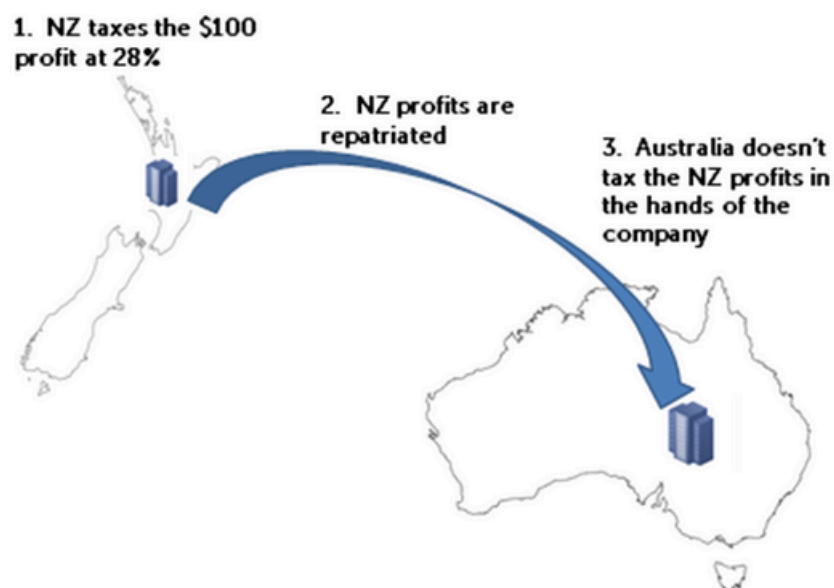 1. NZ taxes the $100
profit at 28%
2. NZ profits are
repatriated
3. Australia doesn't
tax the NZ profits in
the hands of the
company